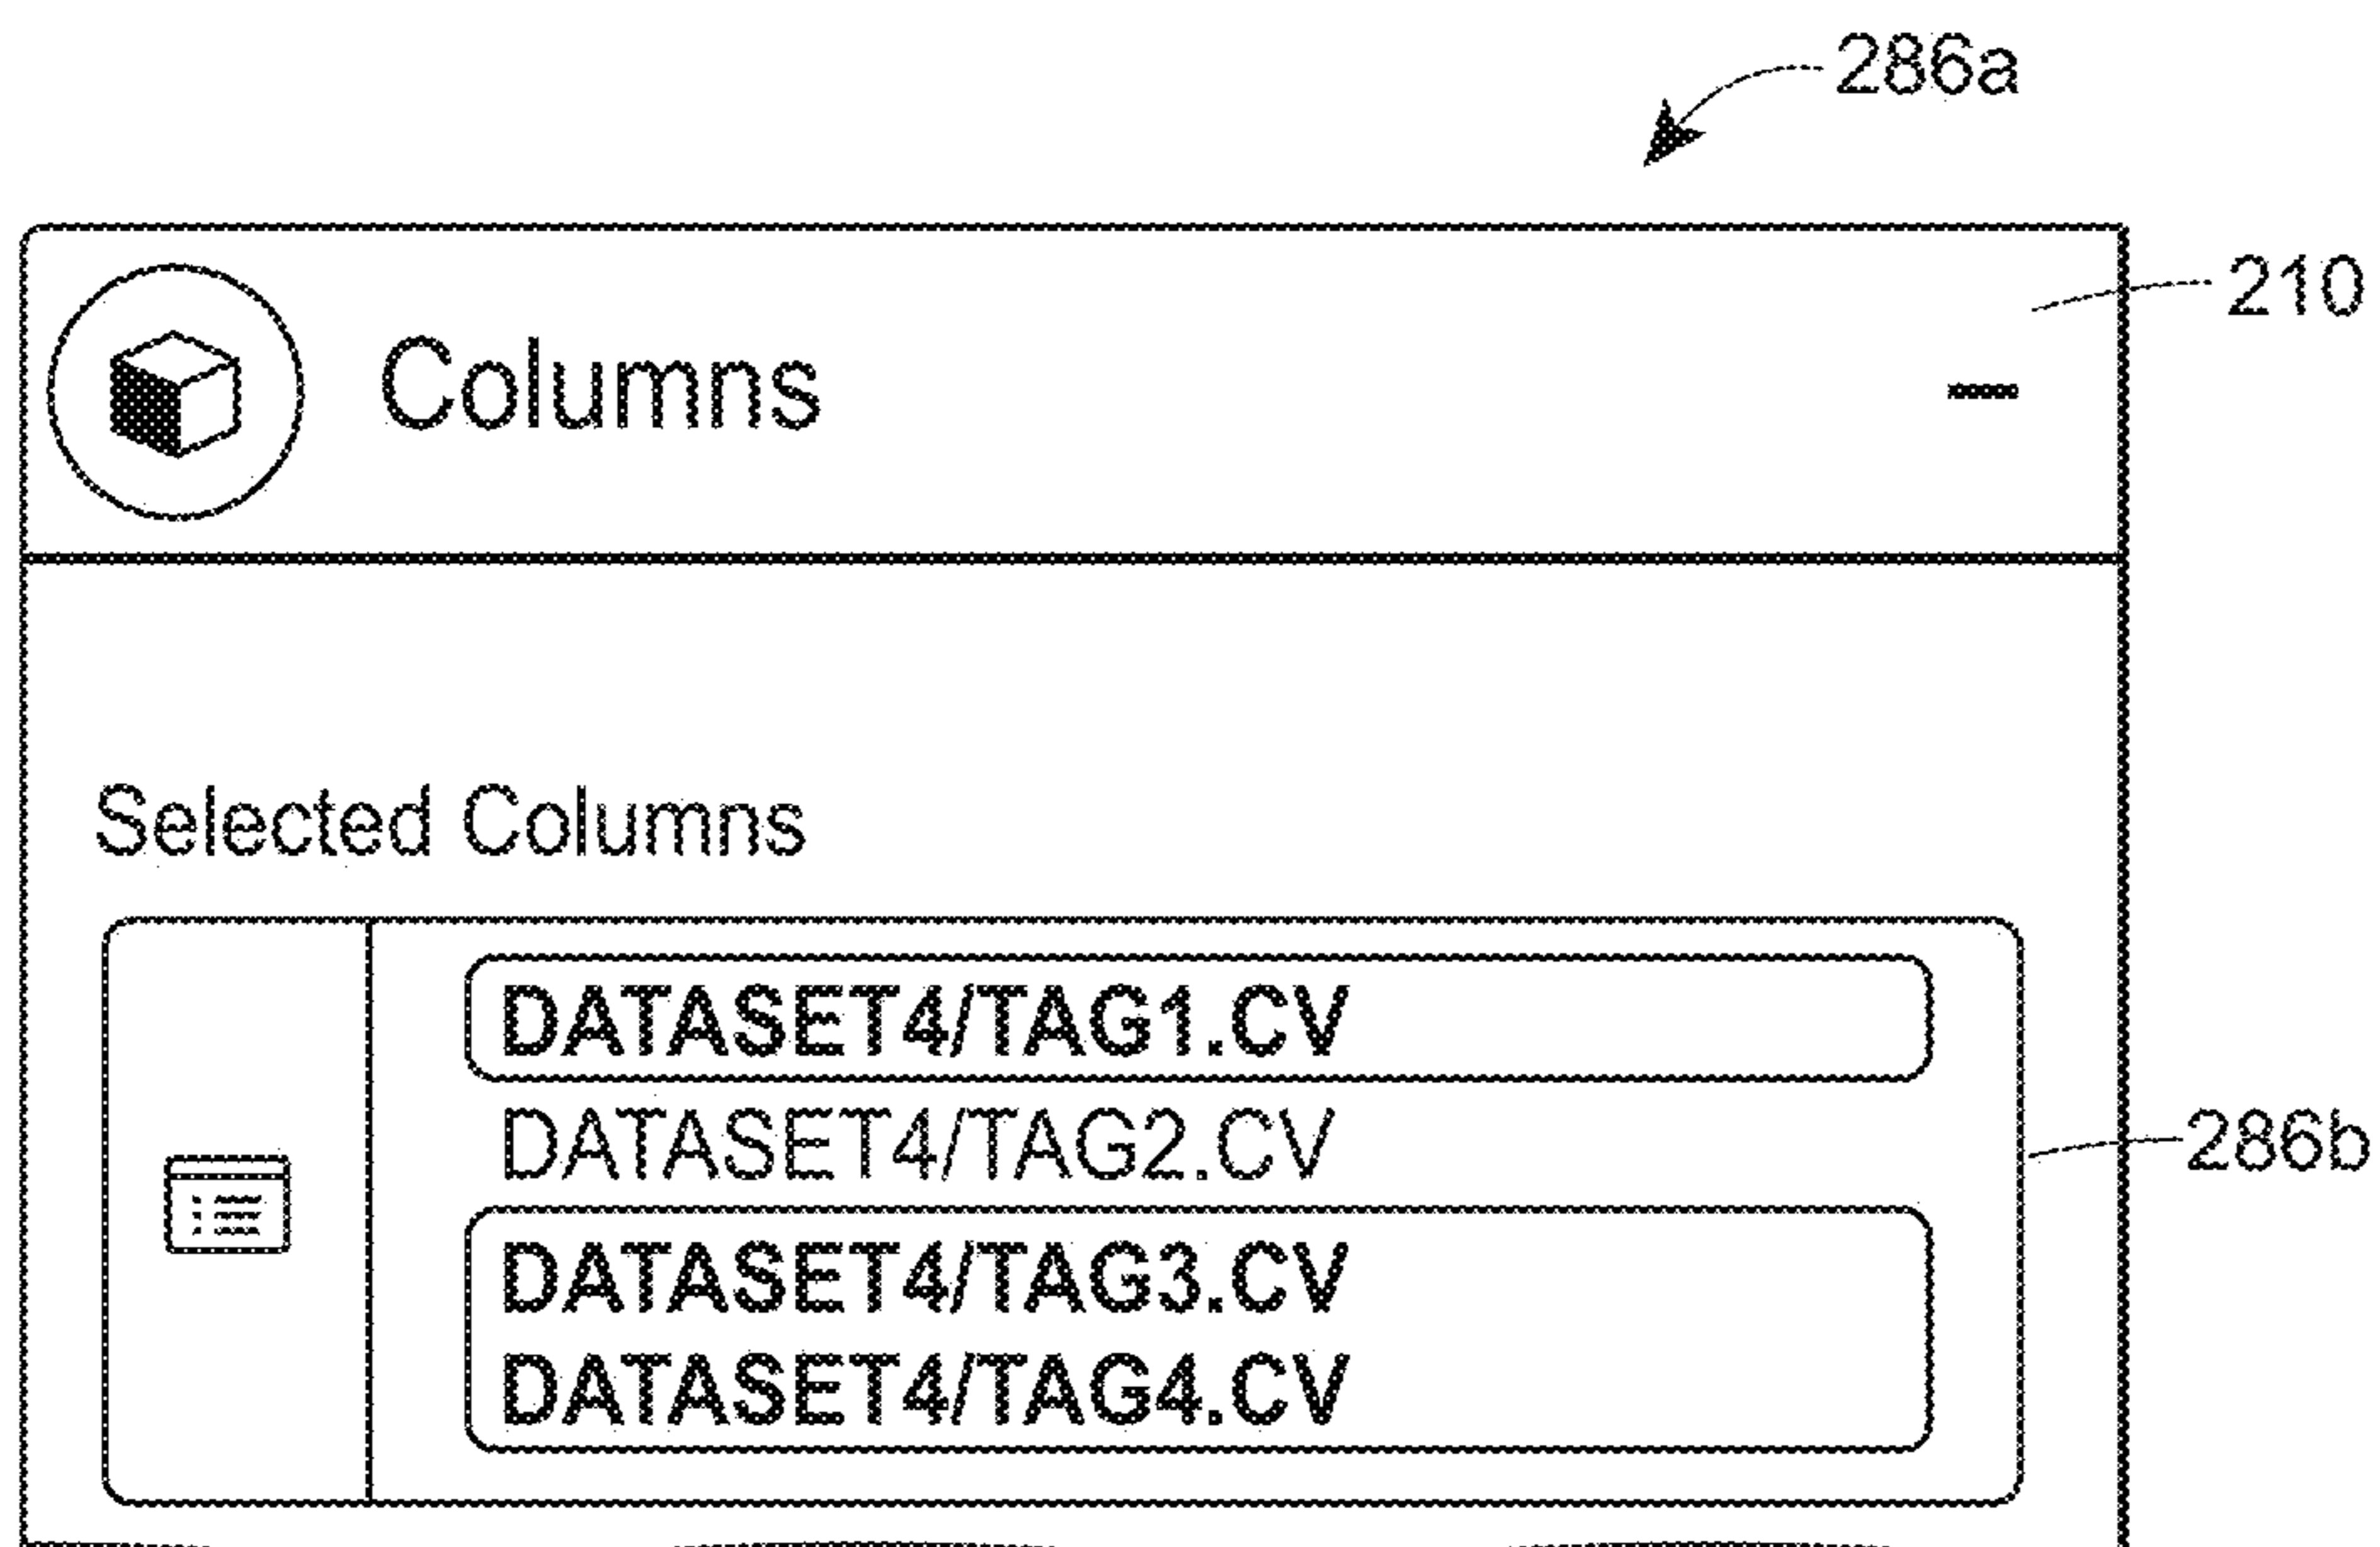 286a
210
Columns
Selected Columns
DATASET4/TAG1.CV
DATASET4/TAG2.CV
286b
DATASET4/TAG3.CV
DATASET4/TAG4.CV